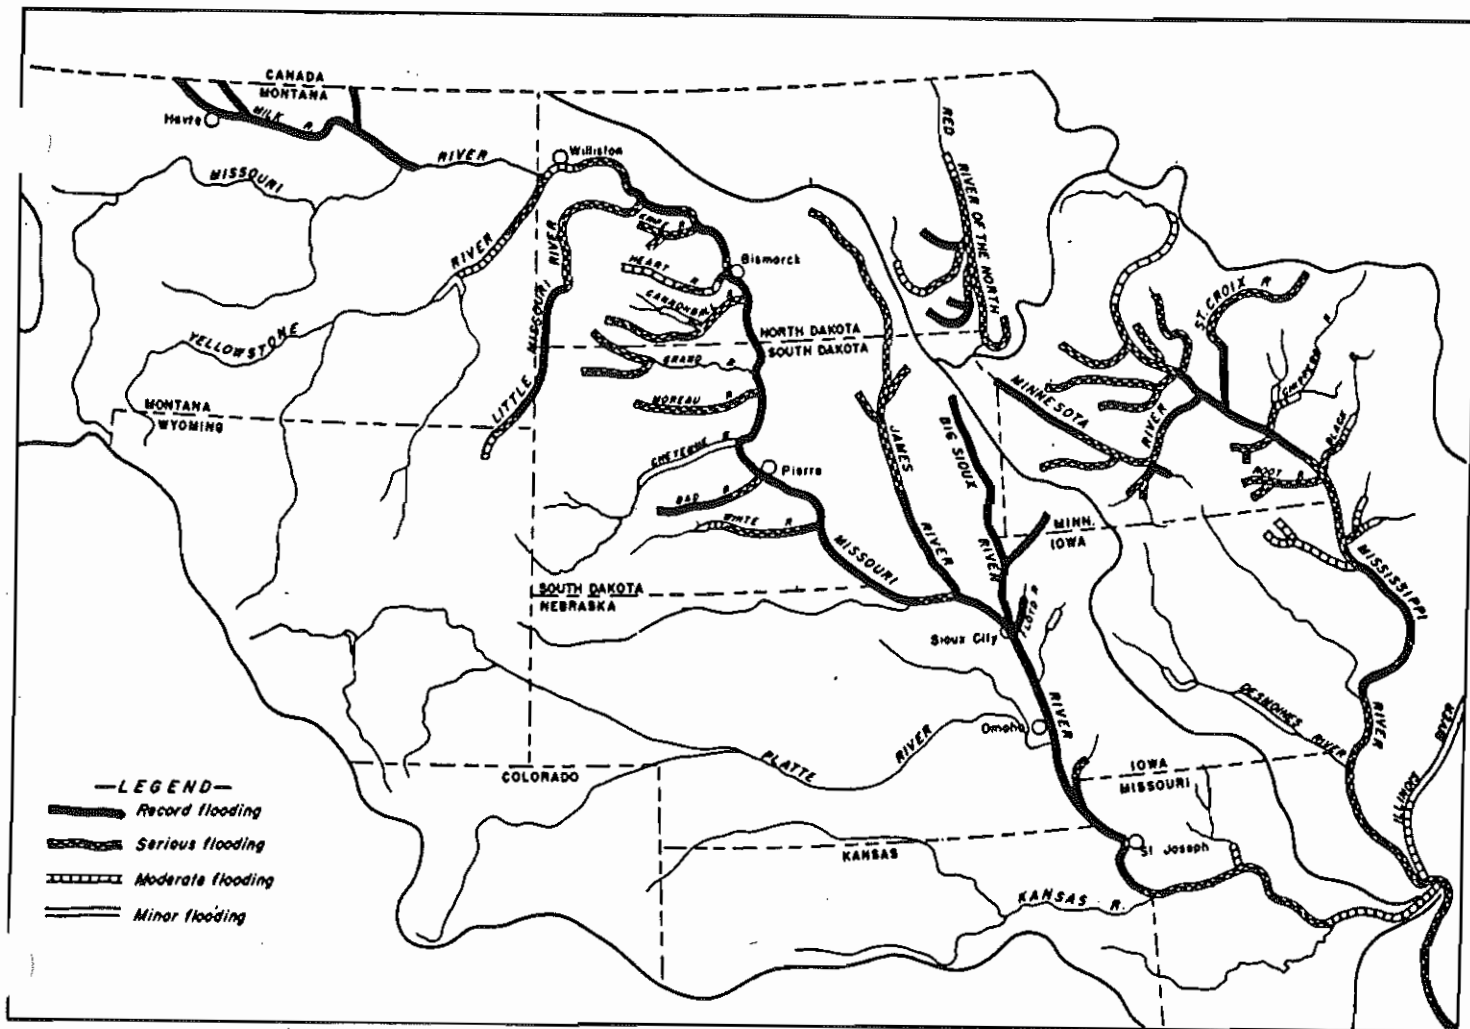 CANADA
MONTANA
Havre
MILK R.
RIVER
MISSOURI
Williston
RED
RIVER OF THE NORTH
RIVER
LITTLE
MISSOURI
RIVER
HEART R.
Bismarck
CANNONBALL R.
NORTH DAKOTA
SOUTH DAKOTA
ST. CROIX R
YELLOWSTONE
GRAND R.
MOREAU R
MINNESOTA
RIVER
CHIPPEWA R.
BLACK
MONTANA
WYOMING
CHEYENNE R.
Pierre
BAD R
WHITE R
JAMES
RIVER
BIG SIOUX
RIVER
ROOT R.
MINN.
IOWA
MISSOURI
MISSISSIPPI
SOUTH DAKOTA
NEBRASKA
FLOYD R
Sioux City
RIVER
DESMOINES
RIVER
RIVER
Omaha
PLATTE
RIVER
COLORADO
IOWA
MISSOURI
ILLINOIS
RIVER
KANSAS
St Joseph
KANSAS R.
—LEGEND—
Record flooding
Serious flooding
Moderate flooding
Minor flooding